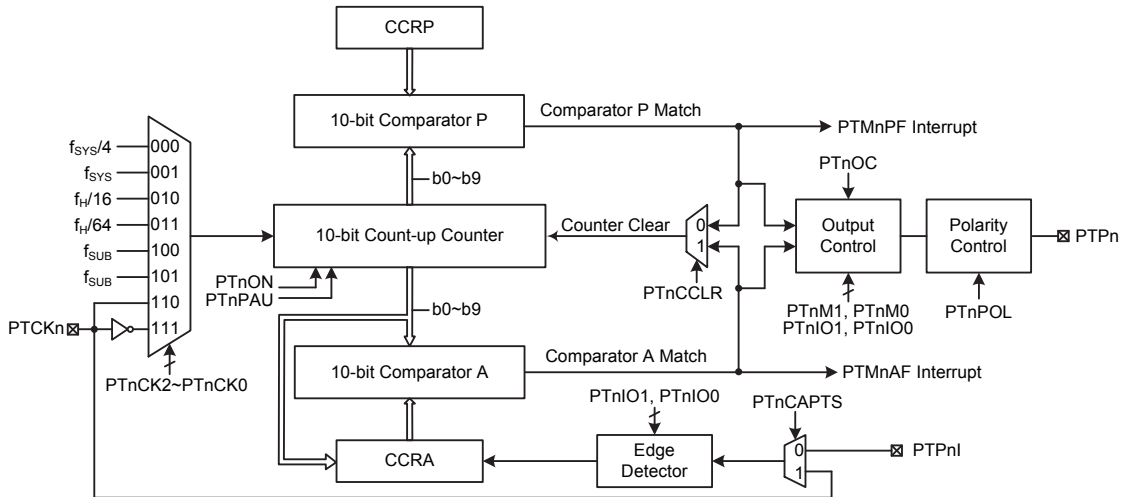 CCRP
10-bit Comparator P
Comparator P Match
PTMnPF Interrupt
fSYS/4
000
fSYS
001
fH/16
010
fH/64
011
fSUB
100
fSUB
101
110
111
PTCKn
PTnCK2~PTnCK0
b0~b9
10-bit Count-up Counter
PTnON
PTnPAU
Counter Clear
0
1
PTnCCLR
PTnOC
Output
Control
PTnM1, PTnM0
PTnIO1, PTnIO0
Polarity
Control
PTnPOL
PTPn
b0~b9
10-bit Comparator A
Comparator A Match
PTMnAF Interrupt
PTnIO1, PTnIO0
PTnCAPTS
CCRA
Edge
Detector
0
1
PTPnI